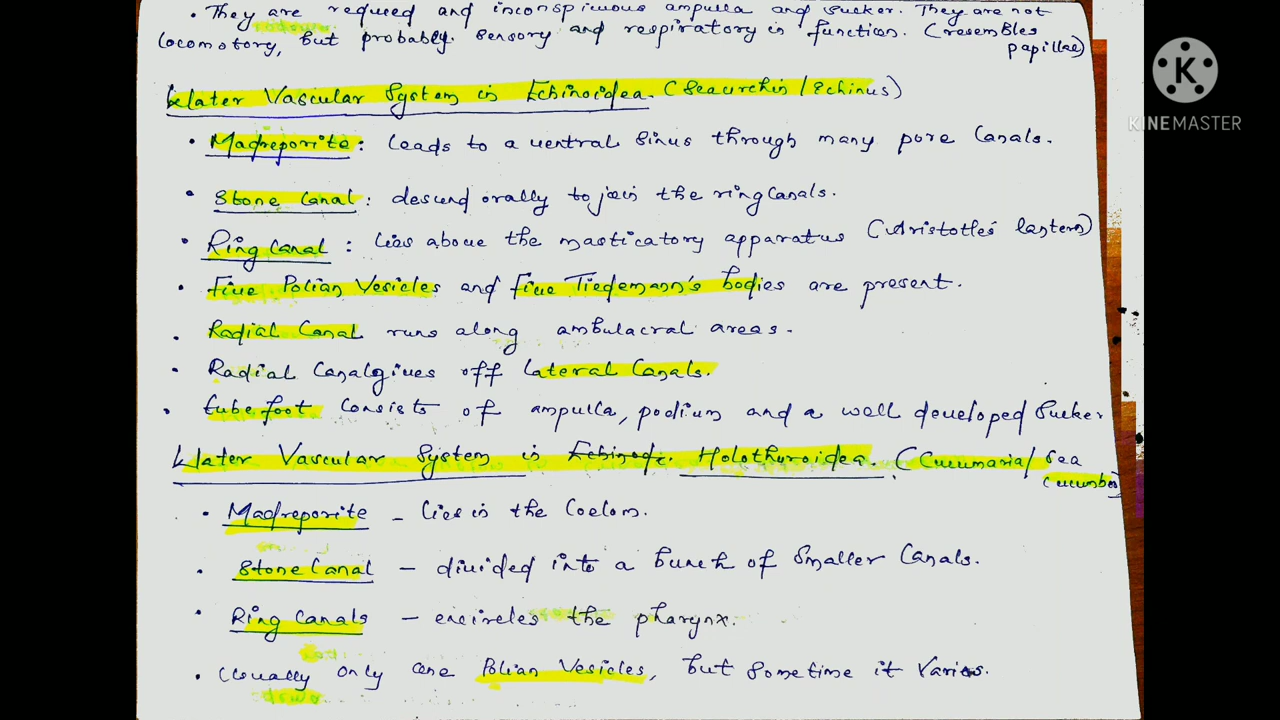 • They are reduced and inconspicuous ampulla and sucker. They are not
locomotory, but probably sensory and respiratory in function. (resembles
papillae)
Water Vascular System in Echinoidea. (Seaurchin/Echinus)
• Madreporite: leads to a ventral sinus through many pore canals.
• Stone Canal: descend orally to join the ring canals.
• Ring Canal: lies above the masticatory apparatus (Aristotle's lantern)
• Five Polian Vesicles and five Tiedemann's bodies are present.
• Radial Canal runs along ambulacral areas.
• Radial Canal gives off lateral Canals.
• tube foot consists of ampulla, podium and a well developed sucker
Water Vascular System in Holothuroidea. (Cucumaria/Sea
cucumber)
• Madreporite – lies in the Coelom.
• Stone Canal – divided into a bunch of smaller Canals.
• Ring Canals – encircles the pharynx.
• Usually only one Polian Vesicles, but sometime it varies.
K
KINEMASTER